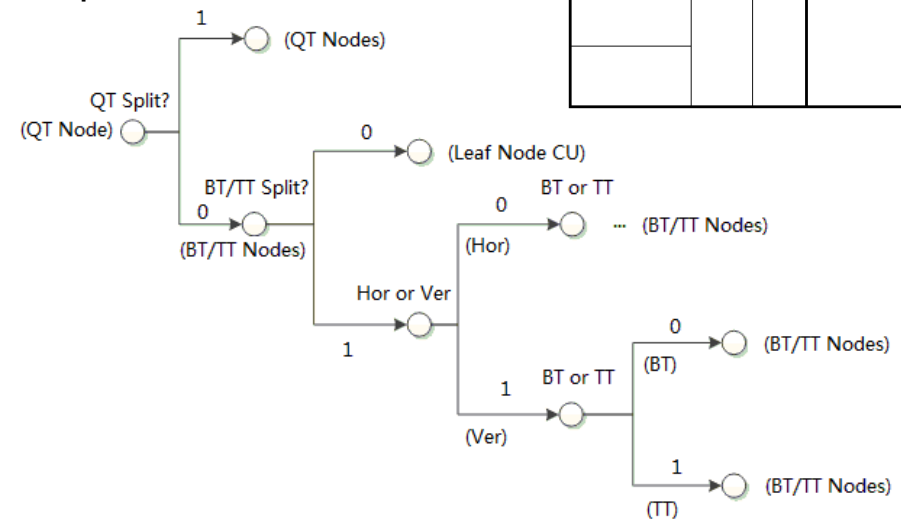 1
(QT Nodes)
QT Split?
(QT Node)
0
(Leaf Node CU)
BT/TT Split?
BT or TT
0
0
... (BT/TT Nodes)
(BT/TT Nodes)
(Hor)
Hor or Ver
0
(BT/TT Nodes)
1
(BT)
BT or TT
1
(Ver)
1
(BT/TT Nodes)
(TT)